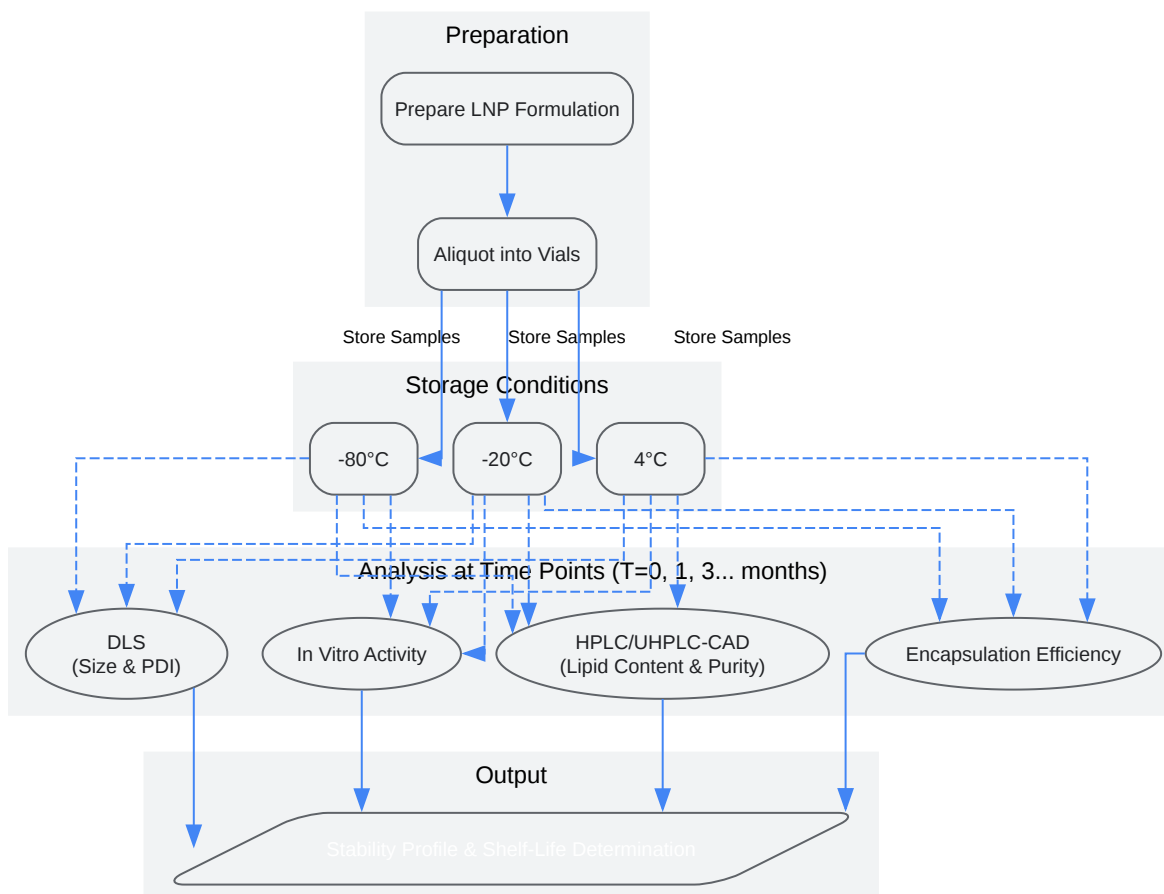 Preparation
Prepare LNP Formulation
Aliquot into Vials
Store Samples
Store Samples
Store Samples
Storage Conditions
-80°C
-20°C
4°C
Analysis at Time Points (T=0, 1, 3... months)
DLS
(Size & PDI)
In Vitro Activity
HPLC/UHPLC-CAD
(Lipid Content & Purity)
Encapsulation Efficiency
Output
Stability Profile & Shelf-Life Determination